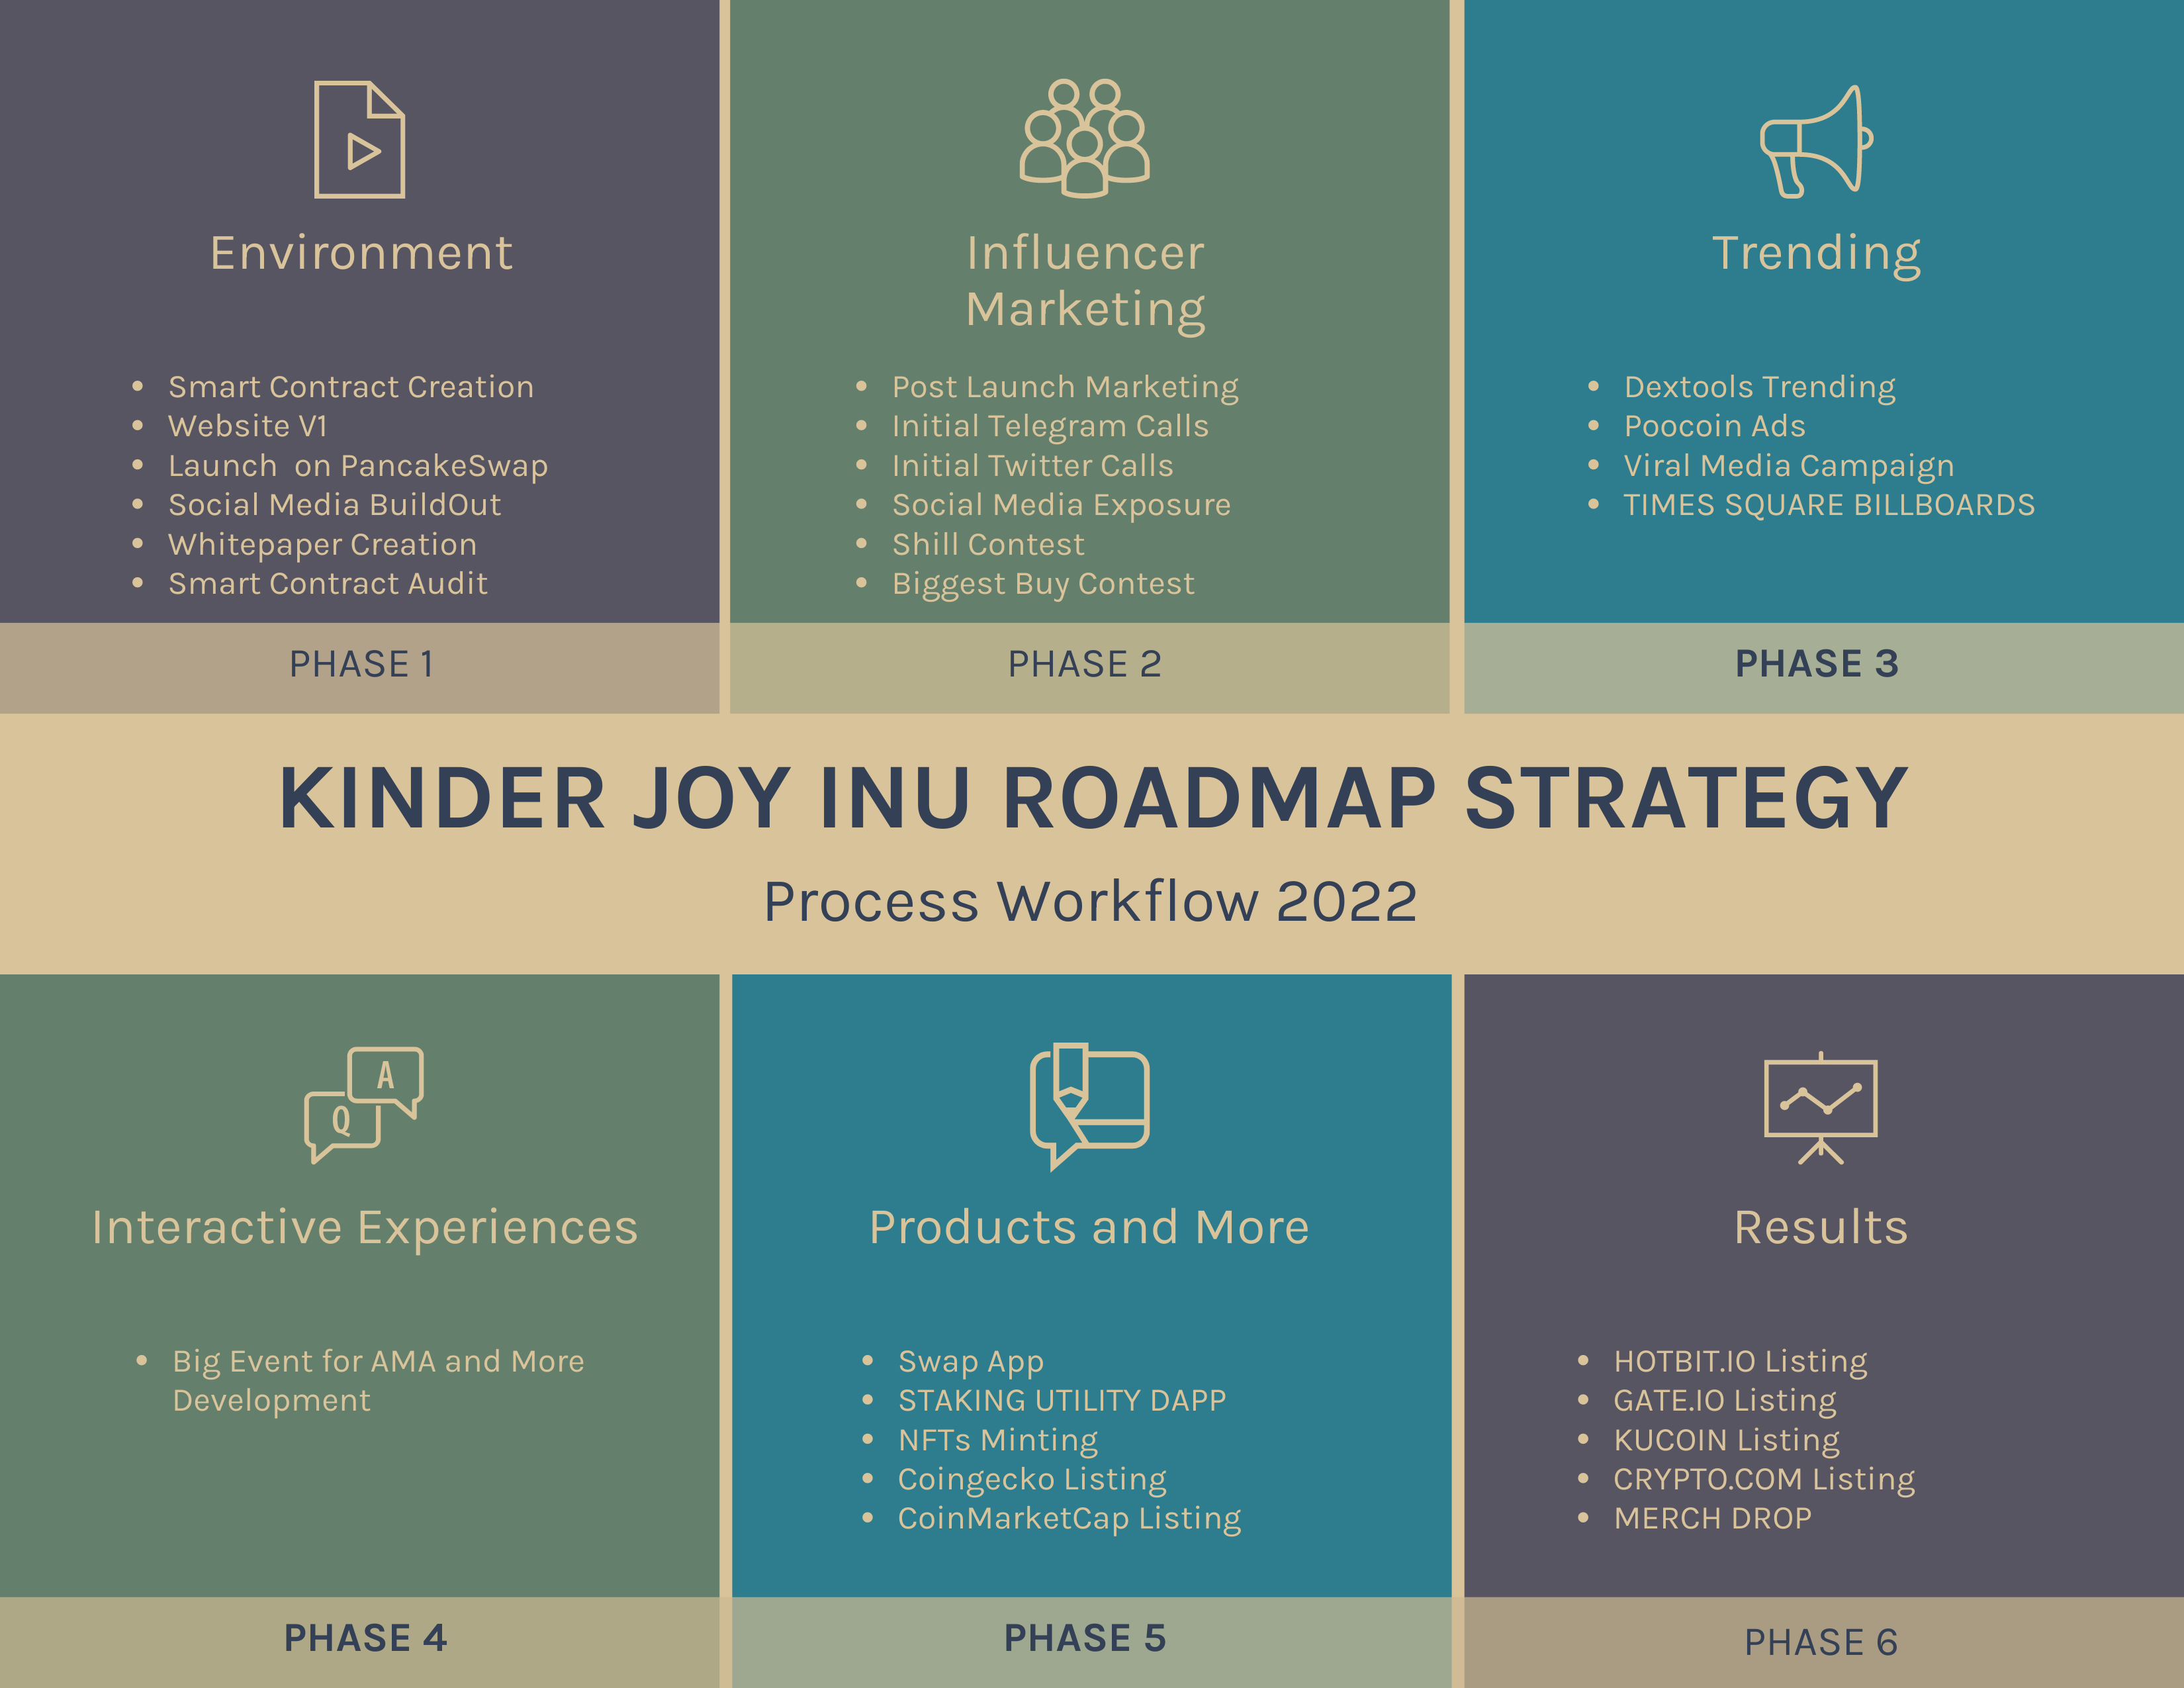 Environment
• Smart Contract Creation
• Website V1
• Launch  on PancakeSwap
• Social Media BuildOut
• Whitepaper Creation
• Smart Contract Audit
PHASE 1
Influencer
Marketing
• Post Launch Marketing
• Initial Telegram Calls
• Initial Twitter Calls
• Social Media Exposure
• Shill Contest
• Biggest Buy Contest
PHASE 2
Trending
• Dextools Trending
• Poocoin Ads
• Viral Media Campaign
• TIMES SQUARE BILLBOARDS
PHASE 3
KINDER JOY INU ROADMAP STRATEGY
Process Workflow 2022
A
Q
Interactive Experiences
• Big Event for AMA and More
Development
PHASE 4
Products and More
• Swap App
• STAKING UTILITY DAPP
• NFTs Minting
• Coingecko Listing
• CoinMarketCap Listing
PHASE 5
Results
• HOTBIT.IO Listing
• GATE.IO Listing
• KUCOIN Listing
• CRYPTO.COM Listing
• MERCH DROP
PHASE 6